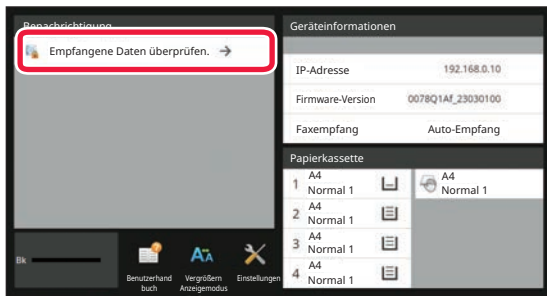 Benachrichtigung
Empfangene Daten überprüfen. →
Geräteinformationen
IP-Adresse 192.168.0.10
Firmware-Version 0078Q1Af_23030100
Faxempfang Auto-Empfang
Papierkassette
1 A4
Normal 1
A4
Normal 1
2 A4
Normal 1
3 A4
Normal 1
4 A4
Normal 1
Bk
Benutzerhand
buch
Vergrößern
Anzeigemodus
Einstellungen